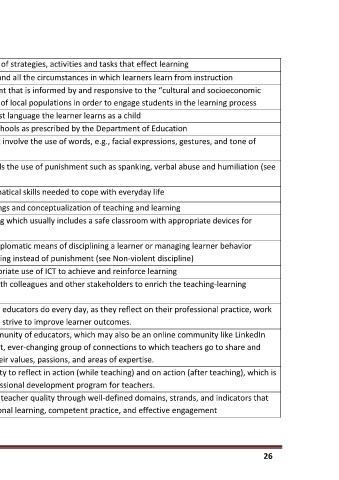 of strategies, activities and tasks that effect learning
and all the circumstances in which learners learn from instruction
nt that is informed by and responsive to the “cultural and socioeconomic
of local populations in order to engage students in the learning process
st language the learner learns as a child
hools as prescribed by the Department of Education
involve the use of words, e.g., facial expressions, gestures, and tone of
ls the use of punishment such as spanking, verbal abuse and humiliation (see
atical skills needed to cope with everyday life
ngs and conceptualization of teaching and learning
g which usually includes a safe classroom with appropriate devices for
plomatic means of disciplining a learner or managing learner behavior
ing instead of punishment (see Non-violent discipline)
priate use of ICT to achieve and reinforce learning
th colleagues and other stakeholders to enrich the teaching-learning
educators do every day, as they reflect on their professional practice, work
strive to improve learner outcomes.
munity of educators, which may also be an online community like LinkedIn
t, ever-changing group of connections to which teachers go to share and
eir values, passions, and areas of expertise.
ty to reflect in action (while teaching) and on action (after teaching), which is
essional development program for teachers.
teacher quality through well-defined domains, strands, and indicators that
onal learning, competent practice, and effective engagement
26